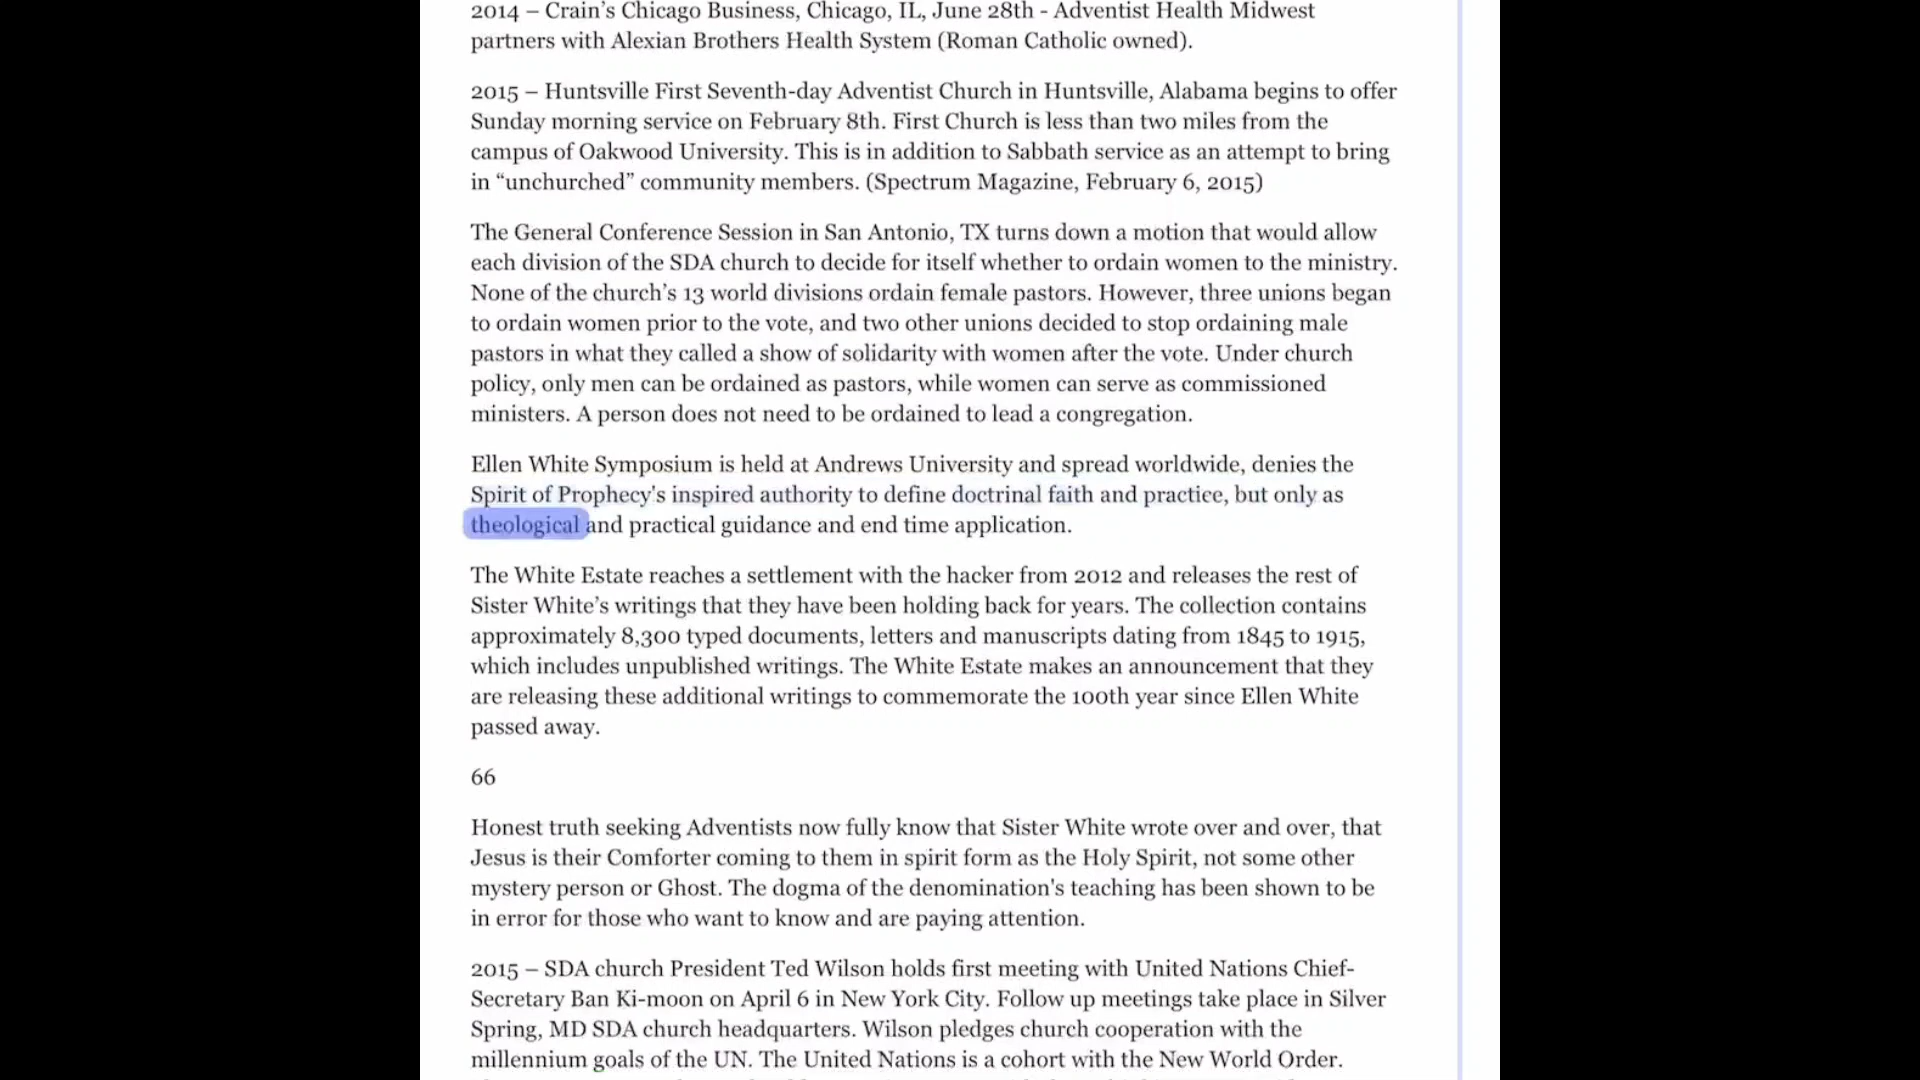 2014 – Crain’s Chicago Business, Chicago, IL, June 28th - Adventist Health Midwest
partners with Alexian Brothers Health System (Roman Catholic owned).
2015 – Huntsville First Seventh-day Adventist Church in Huntsville, Alabama begins to offer
Sunday morning service on February 8th. First Church is less than two miles from the
campus of Oakwood University. This is in addition to Sabbath service as an attempt to bring
in “unchurched” community members. (Spectrum Magazine, February 6, 2015)
The General Conference Session in San Antonio, TX turns down a motion that would allow
each division of the SDA church to decide for itself whether to ordain women to the ministry.
None of the church’s 13 world divisions ordain female pastors. However, three unions began
to ordain women prior to the vote, and two other unions decided to stop ordaining male
pastors in what they called a show of solidarity with women after the vote. Under church
policy, only men can be ordained as pastors, while women can serve as commissioned
ministers. A person does not need to be ordained to lead a congregation.
Ellen White Symposium is held at Andrews University and spread worldwide, denies the
Spirit of Prophecy's inspired authority to define doctrinal faith and practice, but only as
theological and practical guidance and end time application.
The White Estate reaches a settlement with the hacker from 2012 and releases the rest of
Sister White’s writings that they have been holding back for years. The collection contains
approximately 8,300 typed documents, letters and manuscripts dating from 1845 to 1915,
which includes unpublished writings. The White Estate makes an announcement that they
are releasing these additional writings to commemorate the 100th year since Ellen White
passed away.
66
Honest truth seeking Adventists now fully know that Sister White wrote over and over, that
Jesus is their Comforter coming to them in spirit form as the Holy Spirit, not some other
mystery person or Ghost. The dogma of the denomination's teaching has been shown to be
in error for those who want to know and are paying attention.
2015 – SDA church President Ted Wilson holds first meeting with United Nations Chief-
Secretary Ban Ki-moon on April 6 in New York City. Follow up meetings take place in Silver
Spring, MD SDA church headquarters. Wilson pledges church cooperation with the
millennium goals of the UN. The United Nations is a cohort with the New World Order.